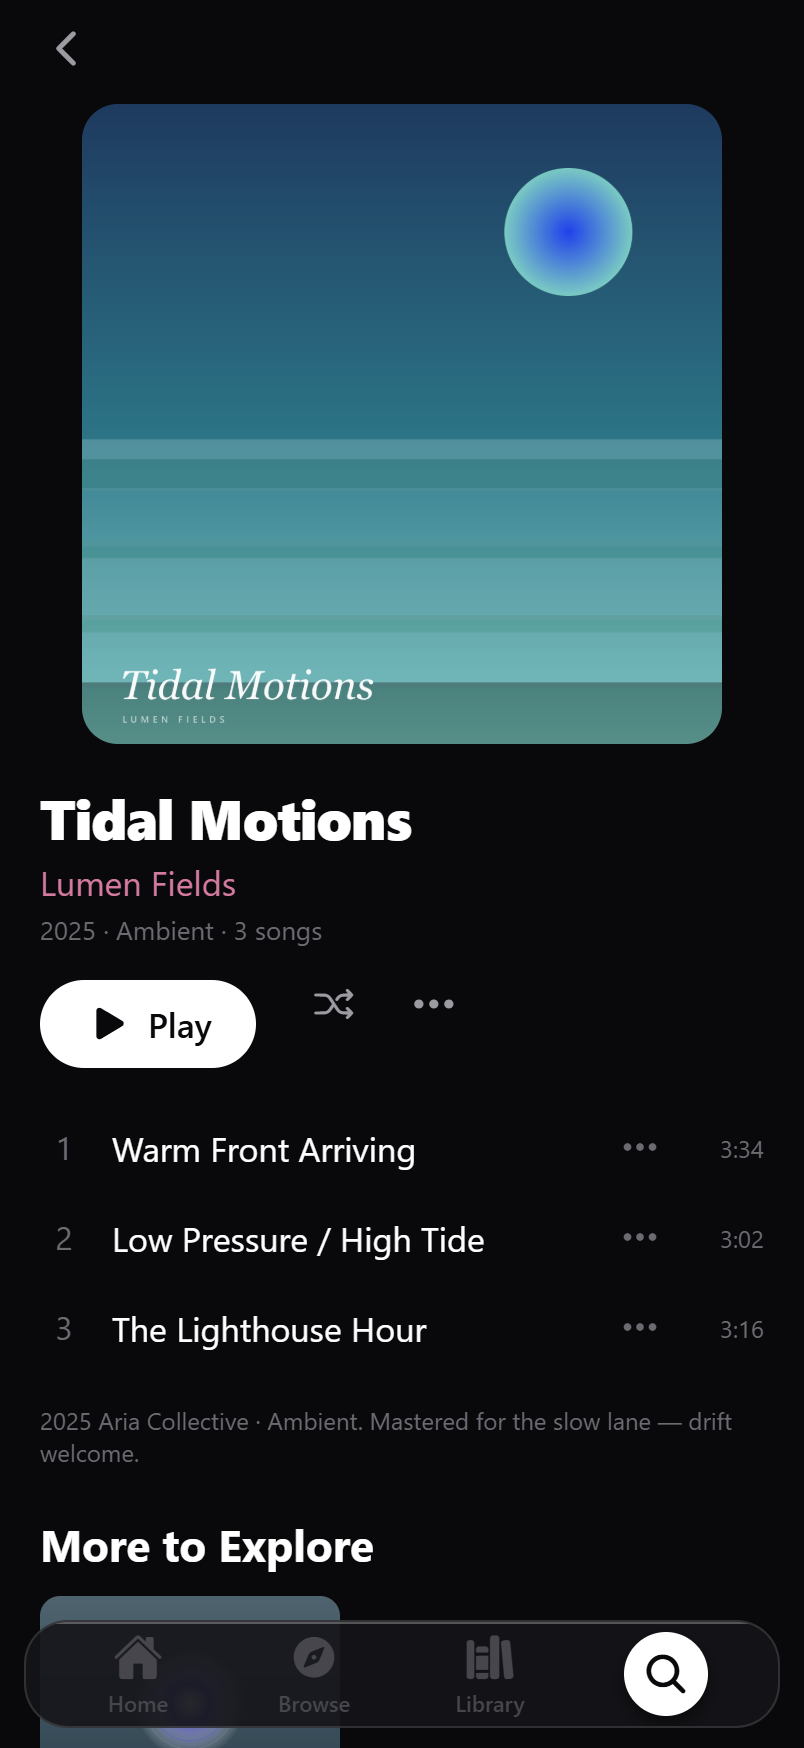 Tidal Motions
LUMEN FIELDS
Tidal Motions
Lumen Fields
2025 · Ambient · 3 songs
Play
1 Warm Front Arriving 3:34
2 Low Pressure / High Tide 3:02
3 The Lighthouse Hour 3:16
2025 Aria Collective · Ambient. Mastered for the slow lane — drift
welcome.
More to Explore
Home Browse Library